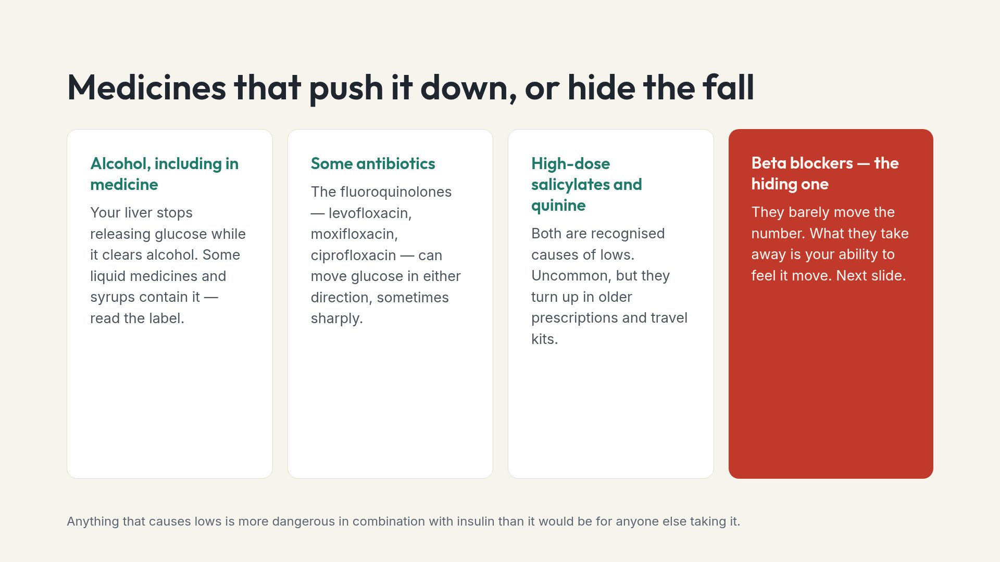 Medicines that push it down, or hide the fall
Alcohol, including in
medicine
Your liver stops
releasing glucose while
it clears alcohol. Some
liquid medicines and
syrups contain it —
read the label.
Some antibiotics
The fluoroquinolones
— levofloxacin,
moxifloxacin,
ciprofloxacin — can
move glucose in either
direction, sometimes
sharply.
High-dose
salicylates and
quinine
Both are recognised
causes of lows.
Uncommon, but they
turn up in older
prescriptions and travel
kits.
Beta blockers — the
hiding one
They barely move the
number. What they take
away is your ability to
feel it move. Next slide.
Anything that causes lows is more dangerous in combination with insulin than it would be for anyone else taking it.